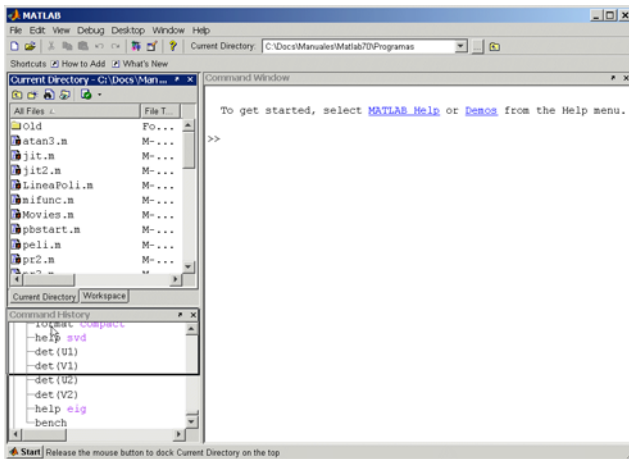 MATLAB
File Edit View Debug Desktop Window Help
Current Directory: C:\Docs\Manuales\Matlab70\Programas
Shortcuts How to Add What's New
Current Directory - C:\Docs\Man...
All Files File T...
Old Fo...
atan3.m M-...
jit.m M-...
jit2.m M-...
LineaPoli.m M-...
mifunc.m M-...
Movies.m M-...
pbstart.m M-...
peli.m M-...
pr2.m M-...
Current Directory Workspace
Command History
format compact
help svd
det(U1)
det(V1)
det(U2)
det(V2)
help eig
bench
Command Window
To get started, select MATLAB Help or Demos from the Help menu.
>>
Start Release the mouse button to dock Current Directory on the top